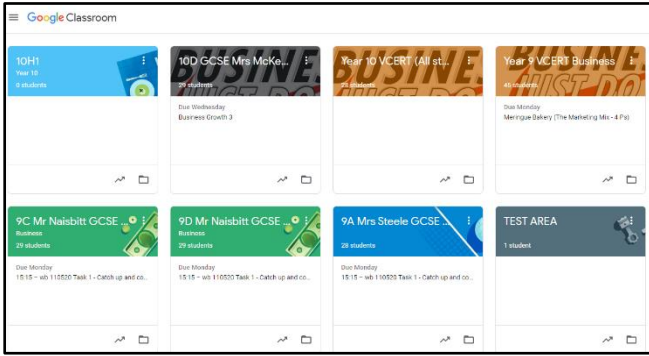 Google Classroom
10H1
Year 10
0 students
10D GCSE Mrs McKe...
29 students
Due Wednesday
Business Growth 3
Year 10 VCERT (All st...
students
Year 9 VCERT Business
students
Due Monday
Meringue Bakery (The Marketing Mix - 4 Ps)
9C Mr Naisbitt GCSE ...
Business
29 students
Due Monday
15:15 – wb 110520 Task 1 - Catch up and co...
9D Mr Naisbitt GCSE ...
Business
29 students
Due Monday
15:15 – wb 110520 Task 1 - Catch up and co...
9A Mrs Steele GCSE ...
28 students
Due Monday
15:15 – wb 110520 Task 1 - Catch up and co...
TEST AREA
1 student